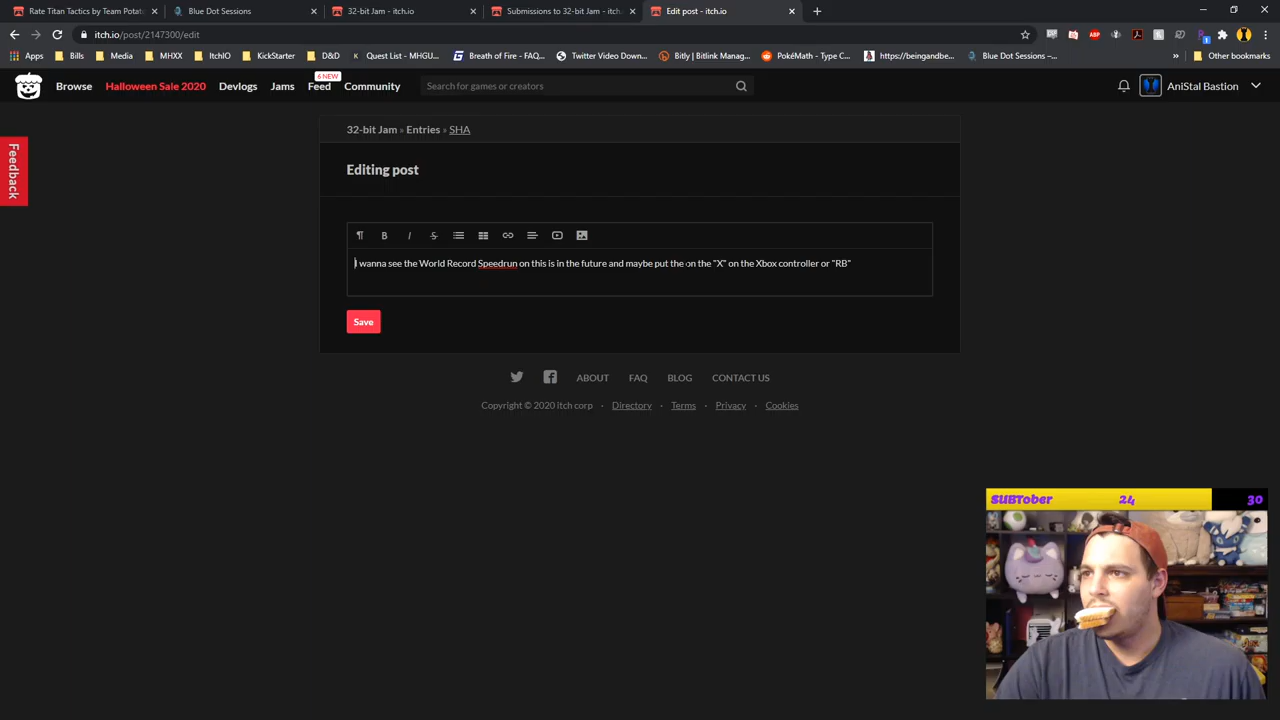 Rate Titan Tactics by Team Potat
Blue Dot Sessions
32-bit Jam - itch.io
Submissions to 32-bit Jam - itch.
Edit post - itch.io
itch.io/post/2147300/edit
Apps
Bills
Media
MHXX
ItchIO
KickStarter
D&D
Quest List - MHGU...
Breath of Fire - FAQ...
Twitter Video Down...
Bitly | Bitlink Manag...
PokéMath - Type C...
https://beingandbe...
Blue Dot Sessions –...
Other bookmarks
Browse
Halloween Sale 2020
Devlogs
Jams
Feed
6 NEW
Community
Search for games or creators
AniStal Bastion
Feedback
32-bit Jam » Entries » SHA
Editing post
I wanna see the World Record Speedrun on this is in the future and maybe put the on the "X" on the Xbox controller or "RB"
Save
ABOUT
FAQ
BLOG
CONTACT US
Copyright © 2020 itch corp · Directory · Terms · Privacy · Cookies
SUBTober 24 30